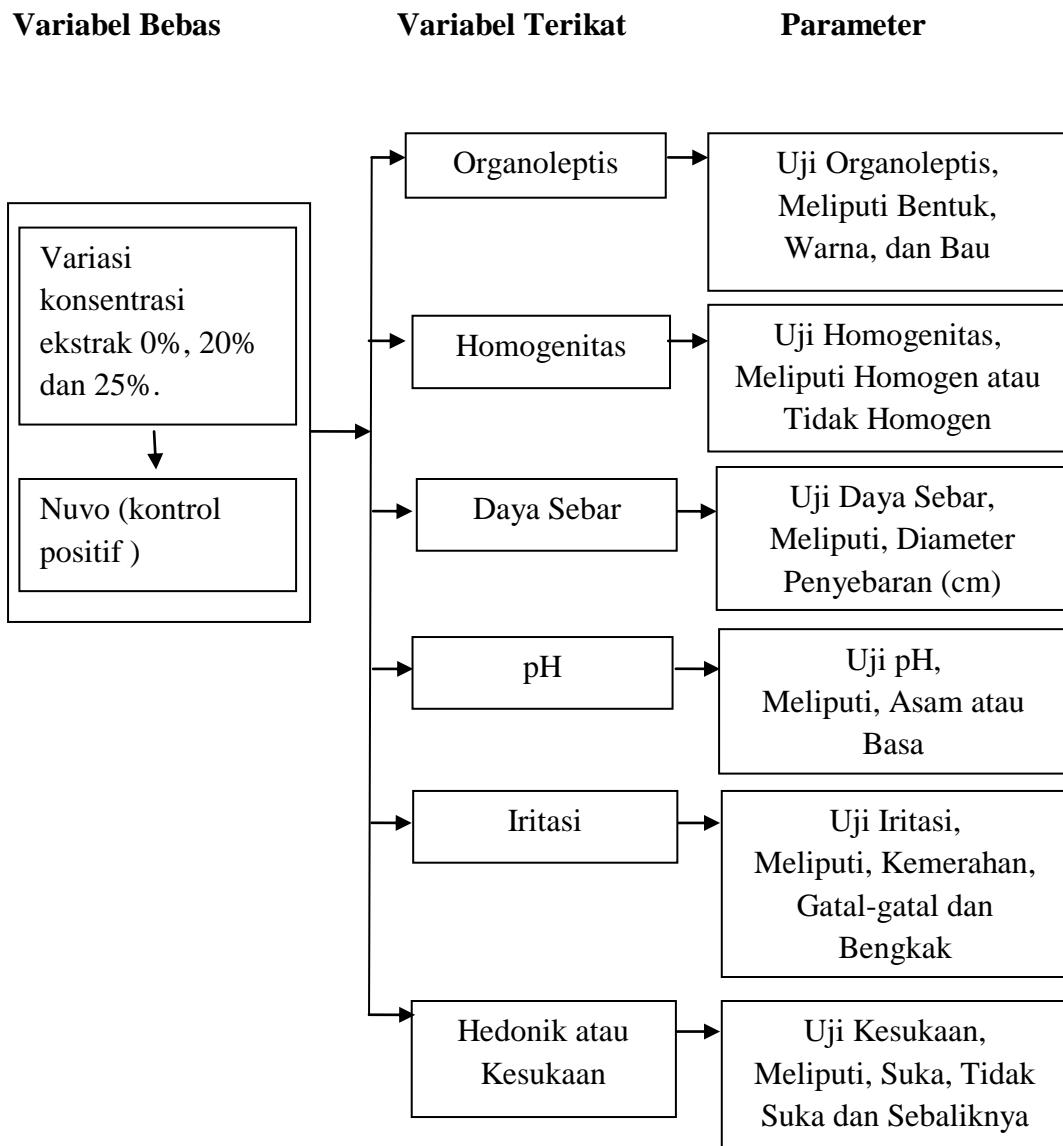 Variabel Bebas
Variabel Terikat
Parameter
Variasi
konsentrasi
ekstrak 0%, 20%
dan 25%.
Nuvo (kontrol
positif )
Organoleptis
Uji Organoleptis,
Meliputi Bentuk,
Warna, dan Bau
Homogenitas
Uji Homogenitas,
Meliputi Homogen atau
Tidak Homogen
Daya Sebar
Uji Daya Sebar,
Meliputi, Diameter
Penyebaran (cm)
pH
Uji pH,
Meliputi, Asam atau
Basa
Iritasi
Uji Iritasi,
Meliputi, Kemerahan,
Gatal-gatal dan
Bengkak
Hedonik atau
Kesukaan
Uji Kesukaan,
Meliputi, Suka, Tidak
Suka dan Sebaliknya